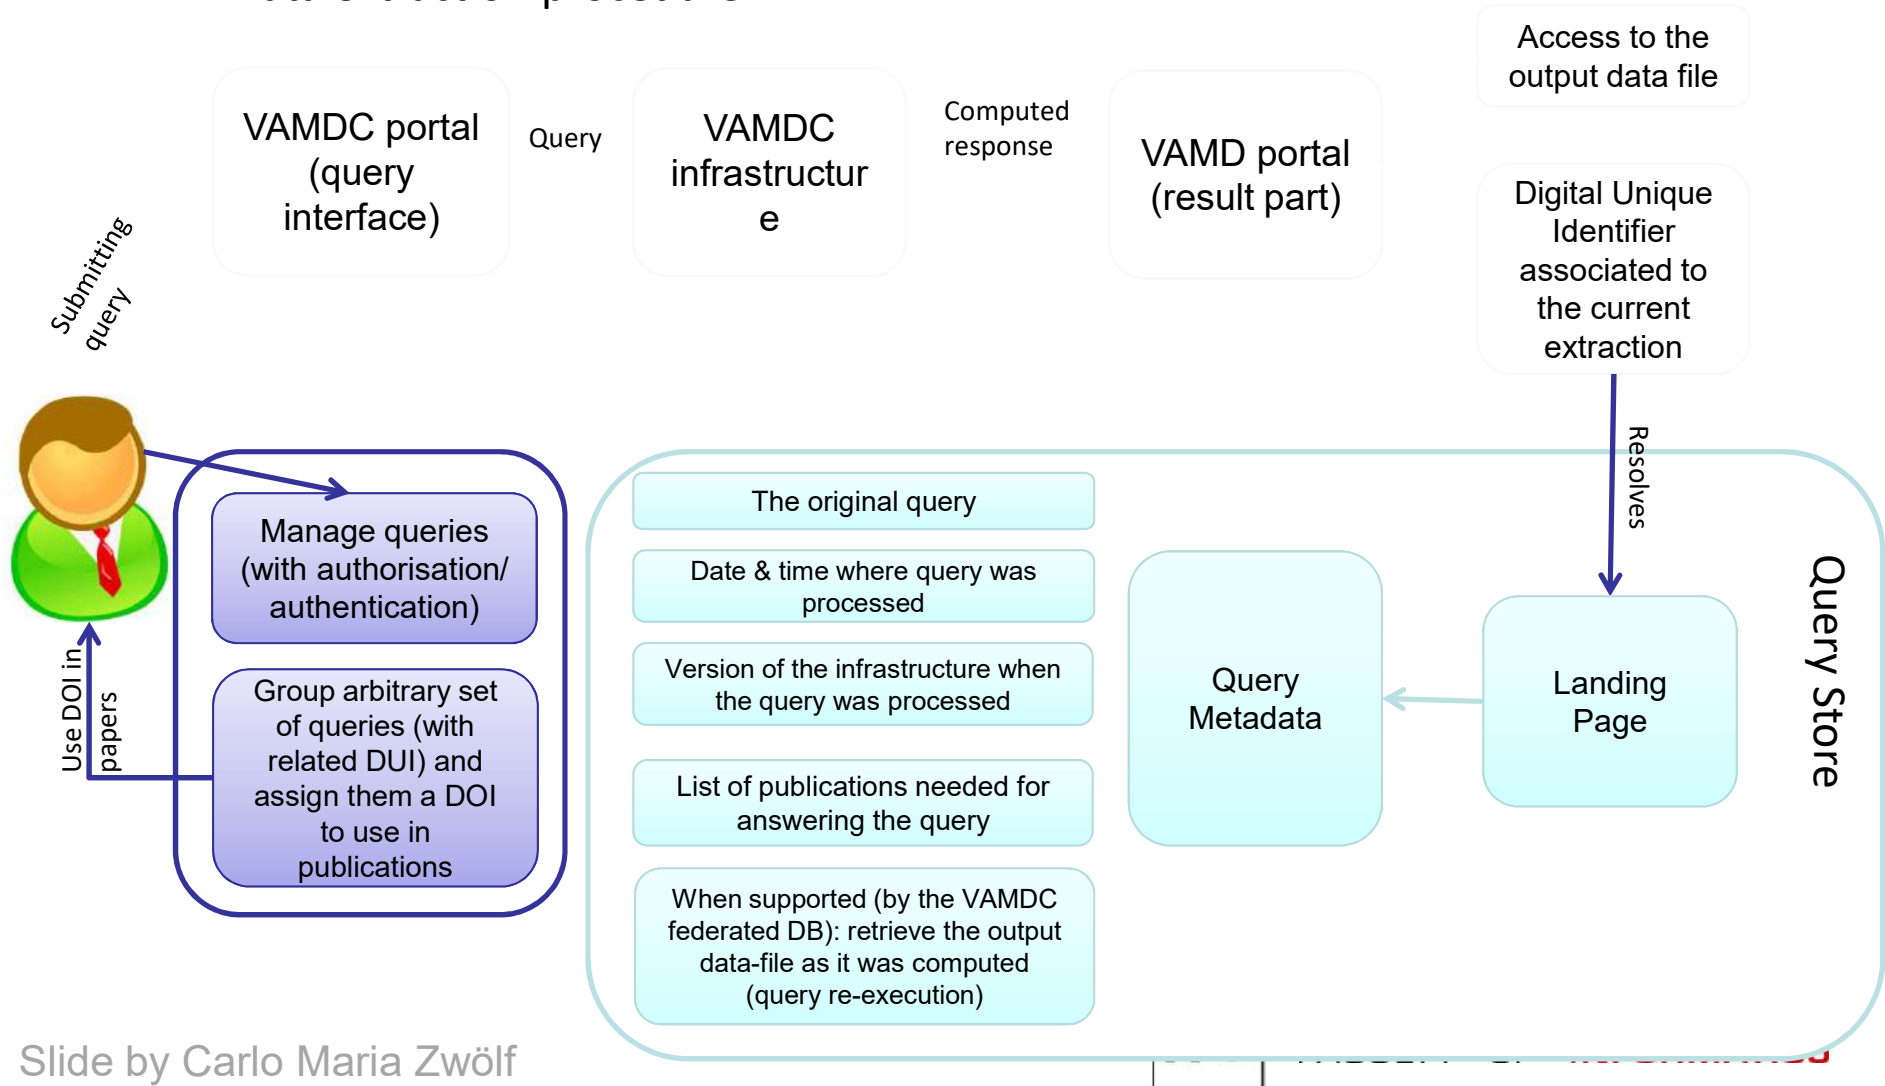 Access to the
output data file
VAMDC portal
(query
interface)
Query
VAMDC
infrastructur
e
Computed
response
VAMD portal
(result part)
Digital Unique
Identifier
associated to
the current
extraction
Submitting
query
Resolves
Manage queries
(with authorisation/
authentication)
Group arbitrary set
of queries (with
related DUI) and
assign them a DOI
to use in
publications
Use DOI in
papers
The original query
Date & time where query was
processed
Version of the infrastructure when
the query was processed
List of publications needed for
answering the query
When supported (by the VAMDC
federated DB): retrieve the output
data-file as it was computed
(query re-execution)
Query
Metadata
Landing
Page
Query Store
Slide by Carlo Maria Zwölf